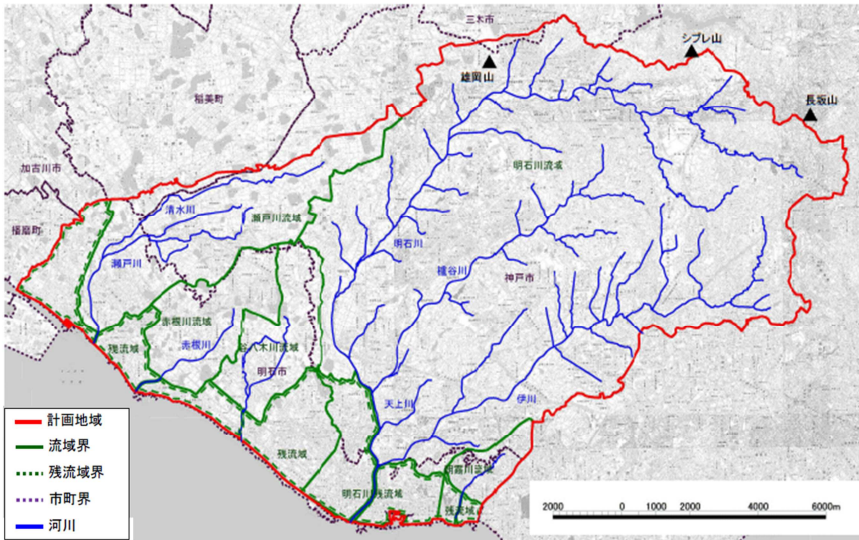 三木市
シブレ山
雄岡山
長坂山
稲美町
加古川市
明石川流域
清水川
瀬戸川流域
播磨町
明石川
瀬戸川
櫨谷川
神戸市
赤根川流域
残流域
赤根川
谷八木川流域
明石市
天上川
伊川
残流域
朝霧川流域
明石川残流域
残流域
計画地域
流域界
残流域界
市町界
河川
2000 0 1000 2000 4000 6000m